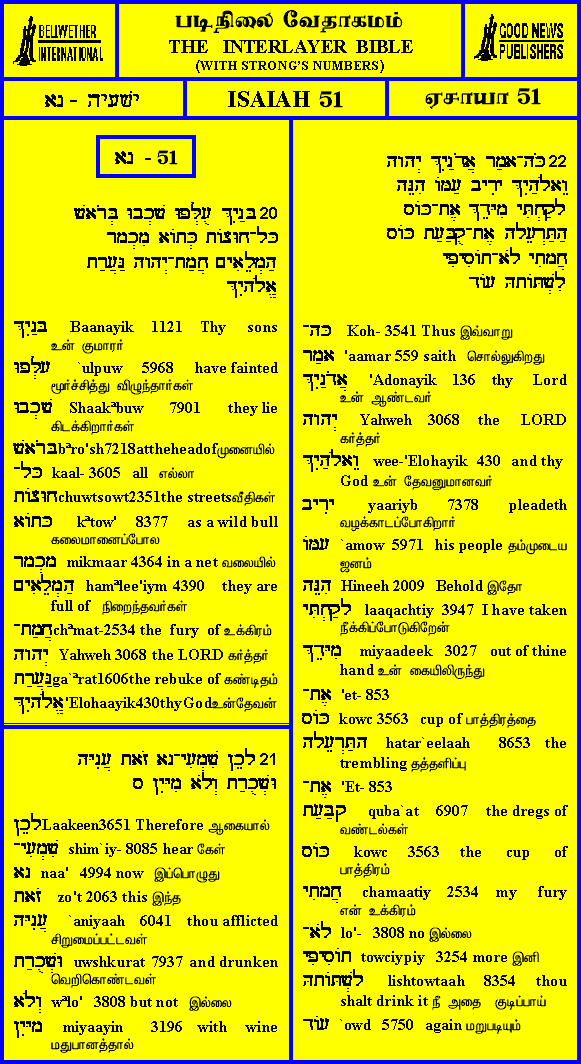 BELLWETHER
INTERNATIONAL
படிநிலை வேதாகமம்
THE INTERLAYER BIBLE
(WITH STRONG'S NUMBERS)
GOOD NEWS
PUBLISHERS
ישׁעיה - נא
ISAIAH 51
ஏசாயா 51
נא - 51
20 בָּנַיִךְ עֻלְּפוּ שָׁכְבוּ בְּרֹאשׁ
כָּל־חוּצוֹת כְּתוֹא מִכְמָר
הַמְלֵאִים חֲמַת־יְהוָה גַּעֲרַת
אֱלֹהָיִךְ
בָּנַיִךְ Baanayik 1121 Thy sons
உன் குமாரர்
עֻלְּפוּ `ulpuw 5968 have fainted
மூர்ச்சித்து விழுந்தார்கள்
שָׁכְבוּ Shaakªbuw 7901 they lie
கிடக்கிறார்கள்
בְּרֹאשׁ bªro'sh7218attheheadofமுனையில்
כָּל־ kaal- 3605 all எல்லா
חוּצוֹת chuwtsowt2351the streetsவீதிகள்
כְּתוֹא kªtow' 8377 as a wild bull
கலைமானைப்போல
מִכְמָר mikmaar 4364 in a net வலையில்
הַמְלֵאִים hamªlee'iym 4390 they are
full of நிறைந்தவர்கள்
חֲמַת־ chªmat-2534 the fury of உக்கிரம்
יְהוָה Yahweh 3068 the LORD கர்த்தர்
גַּעֲרַת ga`ªrat1606the rebuke of கண்டிதம்
אֱלֹהָיִךְ 'Elohaayik430thyGodஉன்தேவன்
21 לָכֵן שִׁמְעִי־נָא זֹאת עֲנִיָּה
וּשְׁכֻרַת וְלֹא מִיָּיִן ס
לָכֵן Laakeen3651 Therefore ஆகையால்
שִׁמְעִי־ shim`iy- 8085 hear கேள்
נָא naa' 4994 now இப்பொழுது
זֹאת zo't 2063 this இந்த
עֲנִיָּה `aniyaah 6041 thou afflicted
சிறுமைப்பட்டவள்
וּשְׁכֻרַת uwshkurat 7937 and drunken
வெறிகொண்டவள்
וְלֹא wªlo' 3808 but not இல்லை
מִיָּיִן miyaayin 3196 with wine
மதுபானத்தால்
22 כֹּה־אָמַר אֲדֹנַיִךְ יְהוָה
וֵאלֹהַיִךְ יָרִיב עַמּוֹ הִנֵּה
לָקַחְתִּי מִיָּדֵךְ אֶת־כּוֹס
הַתַּרְעֵלָה אֶת־קֻבַּעַת כּוֹס
חֲמָתִי לֹא־תוֹסִיפִי
לִשְׁתּוֹתָהּ עוֹד
כֹּה־ Koh- 3541 Thus இவ்வாறு
אָמַר 'aamar 559 saith சொல்லுகிறது
אֲדֹנַיִךְ 'Adonayik 136 thy Lord
உன் ஆண்டவர்
יְהוָה Yahweh 3068 the LORD
கர்த்தர்
וֵאלֹהַיִךְ wee-'Elohayik 430 and thy
God உன் தேவனுமானவர்
יָרִיב yaariyb 7378 pleadeth
வழக்காடப்போகிறார்
עַמּוֹ `amow 5971 his people தம்முடைய
ஜனம்
הִנֵּה Hineeh 2009 Behold இதோ
לָקַחְתִּי laaqachtiy 3947 I have taken
நீக்கிப்போடுகிறேன்
מִיָּדֵךְ miyaadeek 3027 out of thine
hand உன் கையிலிருந்து
אֶת־ 'et- 853
כּוֹס kowc 3563 cup of பாத்திரத்தை
הַתַּרְעֵלָה hatar`eelaah 8653 the
trembling தத்தளிப்பு
אֶת־ 'Et- 853
קֻבַּעַת quba`at 6907 the dregs of
வண்டல்கள்
כּוֹס kowc 3563 the cup of
பாத்திரம்
חֲמָתִי chamaatiy 2534 my fury
என் உக்கிரம்
לֹא־ lo'- 3808 no இல்லை
תוֹסִיפִי towciypiy 3254 more இனி
לִשְׁתּוֹתָהּ lishtowtaah 8354 thou
shalt drink it நீ அதை குடிப்பாய்
עוֹד `owd 5750 again மறுபடியும்